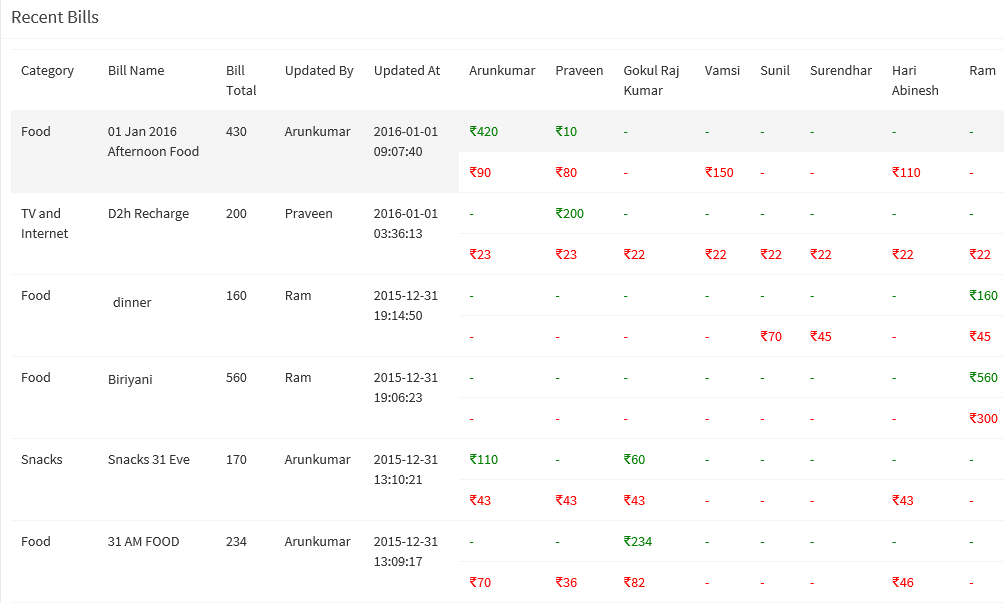 Recent Bills
Category Bill Name Bill Total Updated By Updated At Arunkumar Praveen Gokul Raj Kumar Vamsi Sunil Surendhar Hari Abinesh Ram
Food 01 Jan 2016 Afternoon Food 430 Arunkumar 2016-01-01 09:07:40 ₹420 ₹10 - - - - - -
₹90 ₹80 - ₹150 - - ₹110 -
TV and Internet D2h Recharge 200 Praveen 2016-01-01 03:36:13 - ₹200 - - - - - -
₹23 ₹23 ₹22 ₹22 ₹22 ₹22 ₹22 ₹22
Food dinner 160 Ram 2015-12-31 19:14:50 - - - - - - - ₹160
- - - - ₹70 ₹45 - ₹45
Food Biriyani 560 Ram 2015-12-31 19:06:23 - - - - - - - ₹560
- - - - - - - ₹300
Snacks Snacks 31 Eve 170 Arunkumar 2015-12-31 13:10:21 ₹110 - ₹60 - - - - -
₹43 ₹43 ₹43 - - - ₹43 -
Food 31 AM FOOD 234 Arunkumar 2015-12-31 13:09:17 - - ₹234 - - - - -
₹70 ₹36 ₹82 - - - ₹46 -